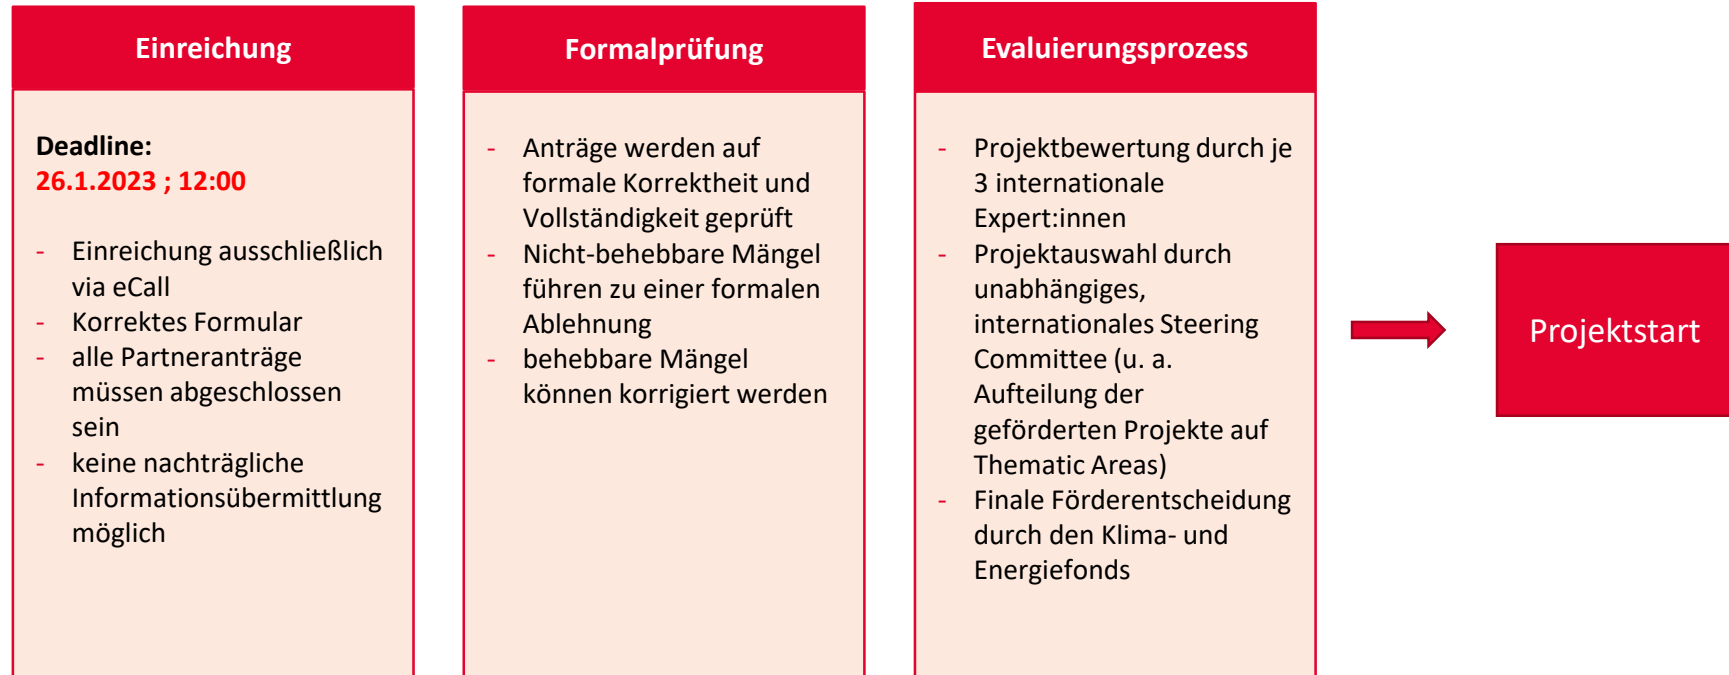 Einreichung
Deadline:
26.1.2023 ; 12:00
- Einreichung ausschließlich
via eCall
- Korrektes Formular
- alle Partneranträge
müssen abgeschlossen
sein
- keine nachträgliche
Informationsübermittlung
möglich
Formalprüfung
- Anträge werden auf
formale Korrektheit und
Vollständigkeit geprüft
- Nicht-behebbare Mängel
führen zu einer formalen
Ablehnung
- behebbare Mängel
können korrigiert werden
Evaluierungsprozess
- Projektbewertung durch je
3 internationale
Expert:innen
- Projektauswahl durch
unabhängiges,
internationales Steering
Committee (u. a.
Aufteilung der
geförderten Projekte auf
Thematic Areas)
- Finale Förderentscheidung
durch den Klima- und
Energiefonds
Projektstart